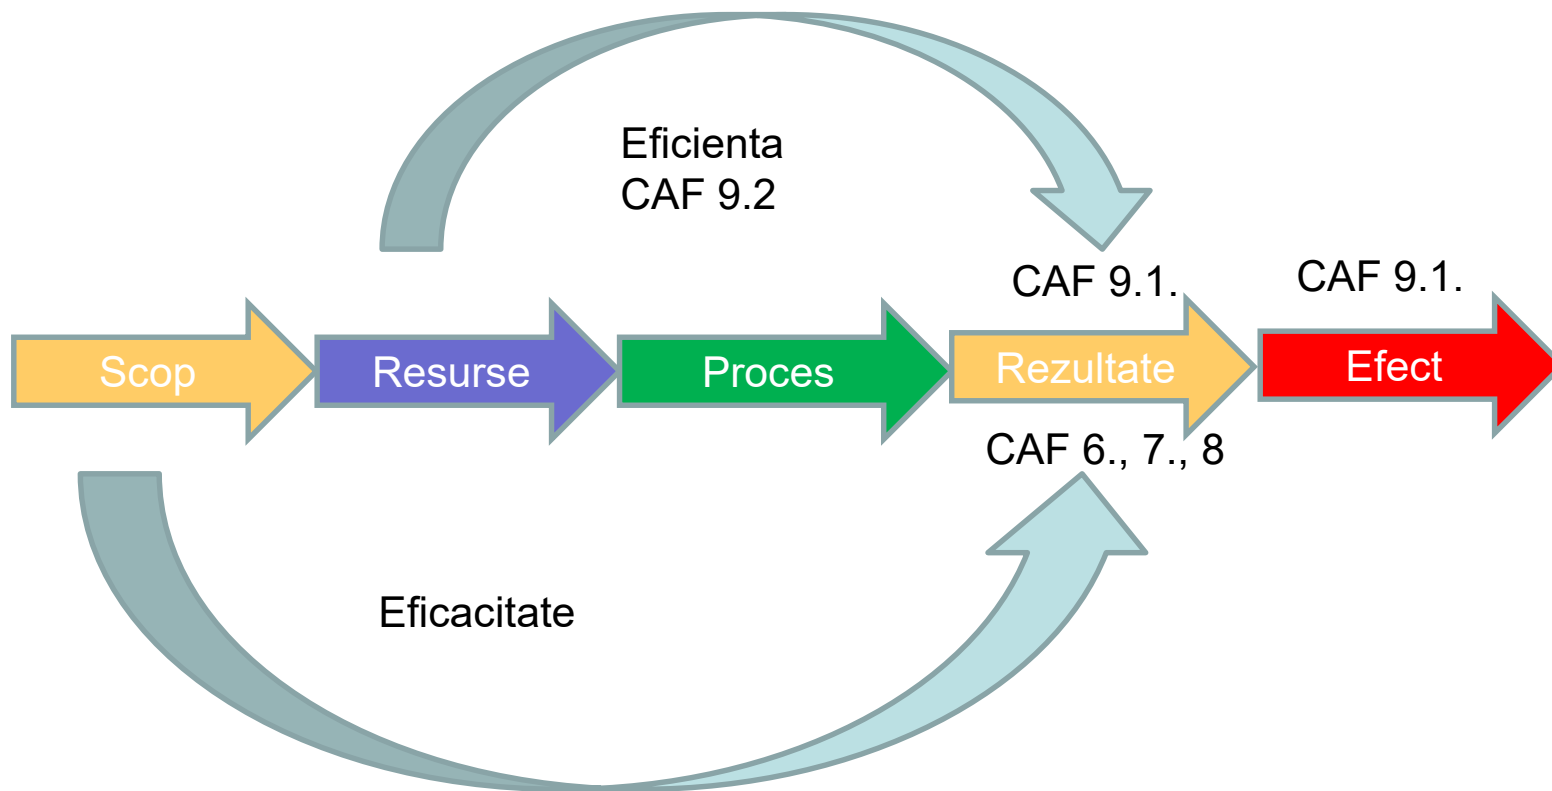 Eficienta
CAF 9.2
CAF 9.1.
CAF 9.1.
Scop
Resurse
Proces
Rezultate
Efect
CAF 6., 7., 8
Eficacitate